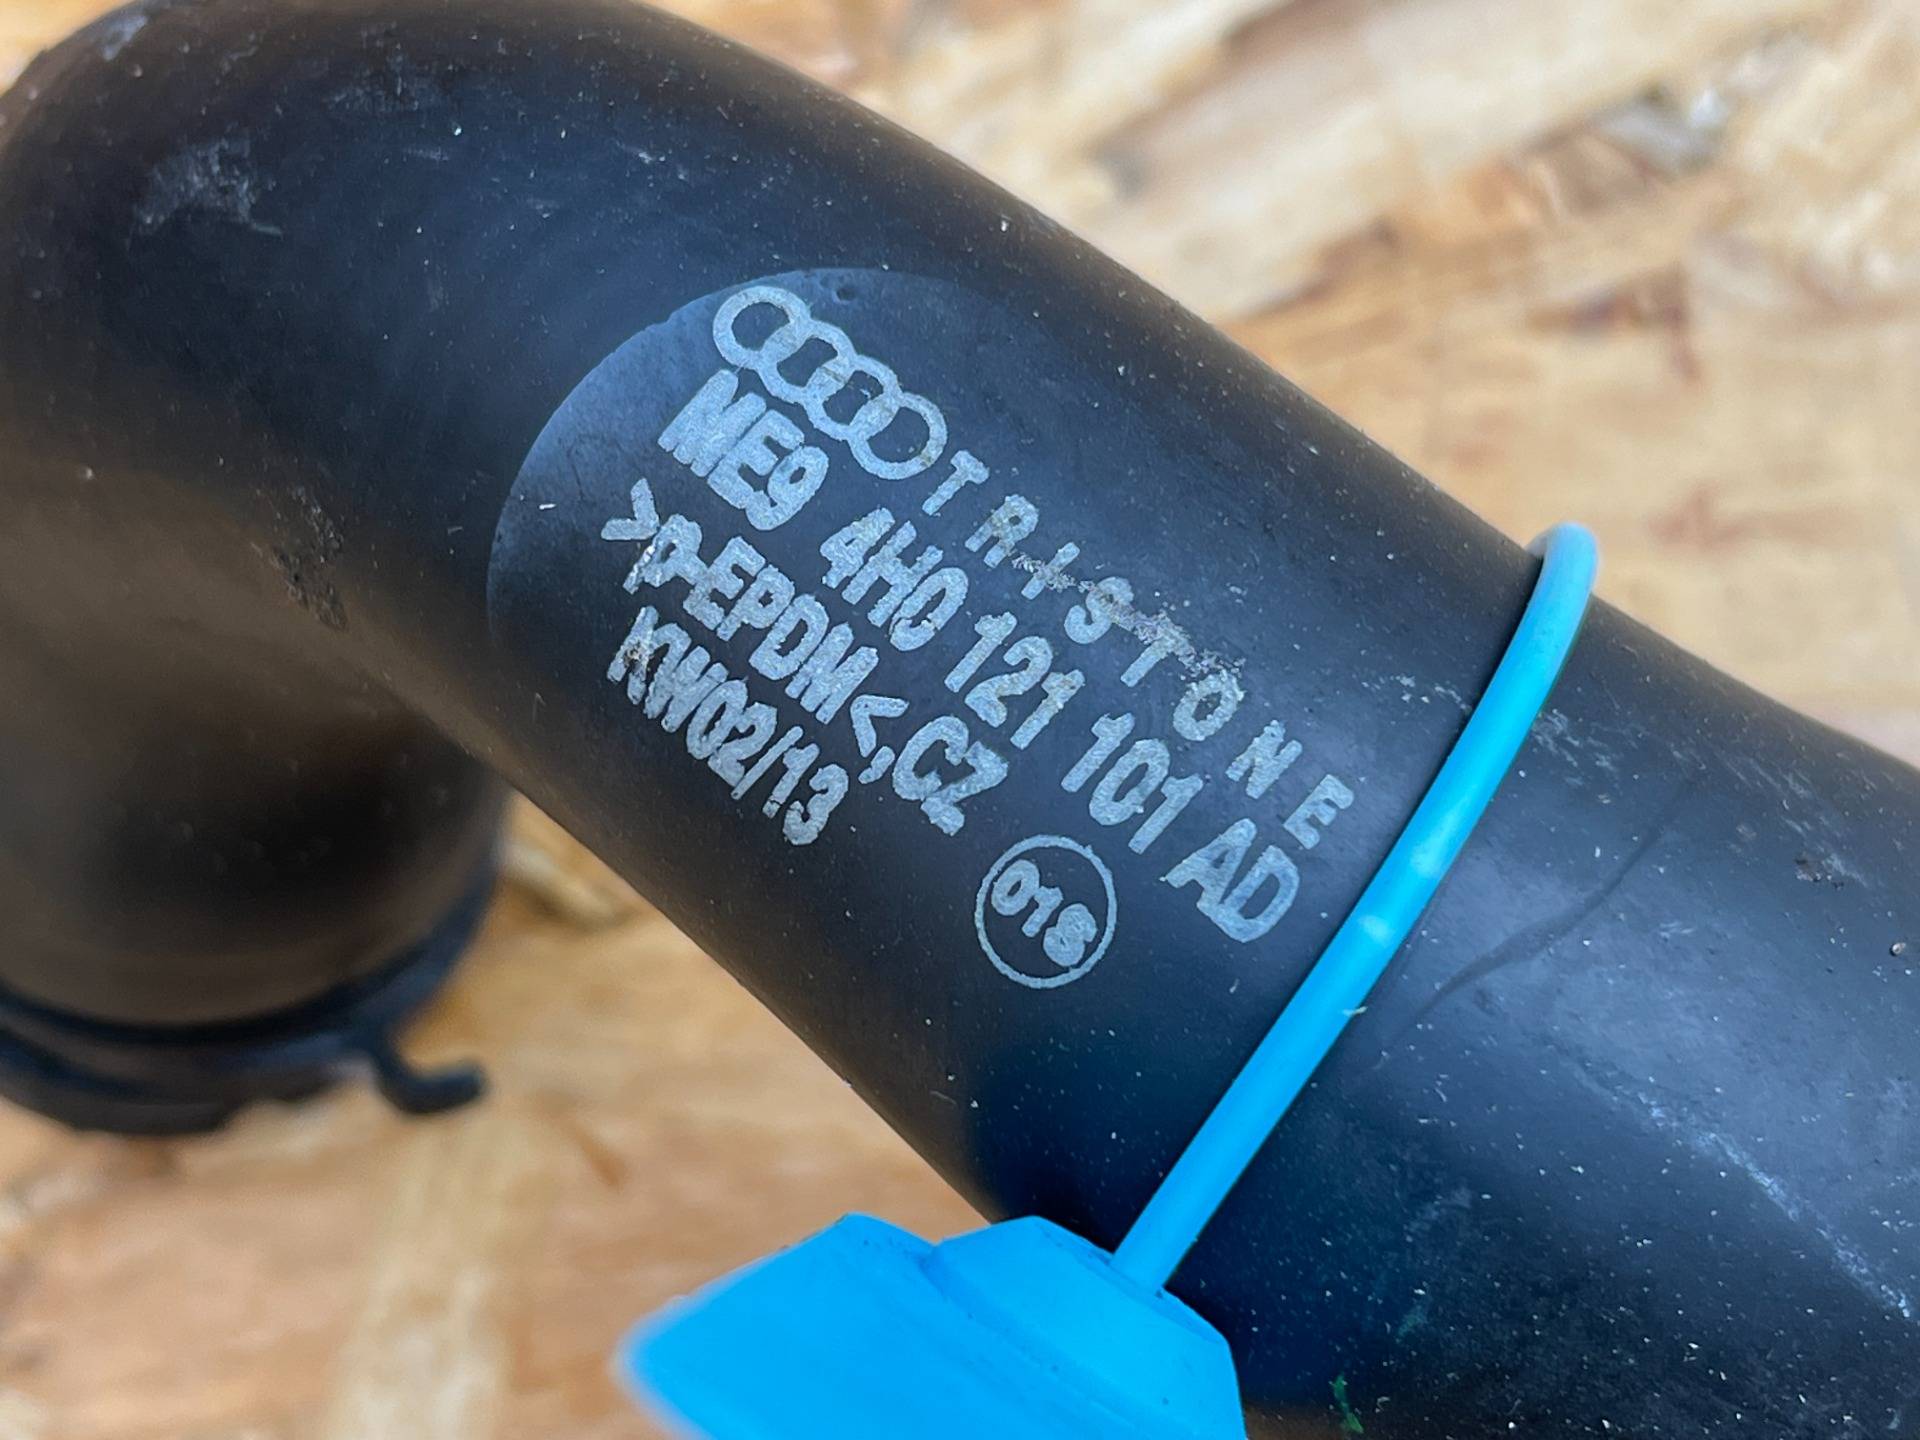 TRISTONE
ME9 4H0 121 101 AD
>P-EPDM<,CZ
KW02/13
01S